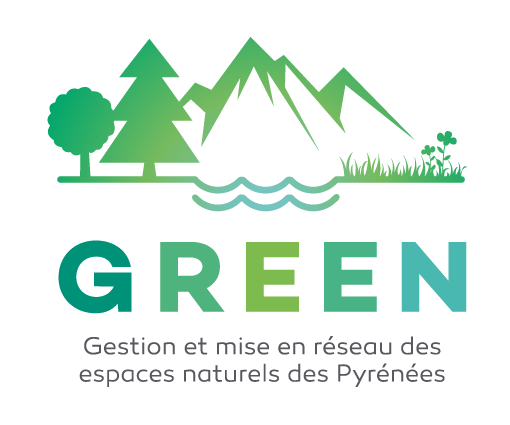 GREEN
Gestion et mise en réseau des
espaces naturels des Pyrénées